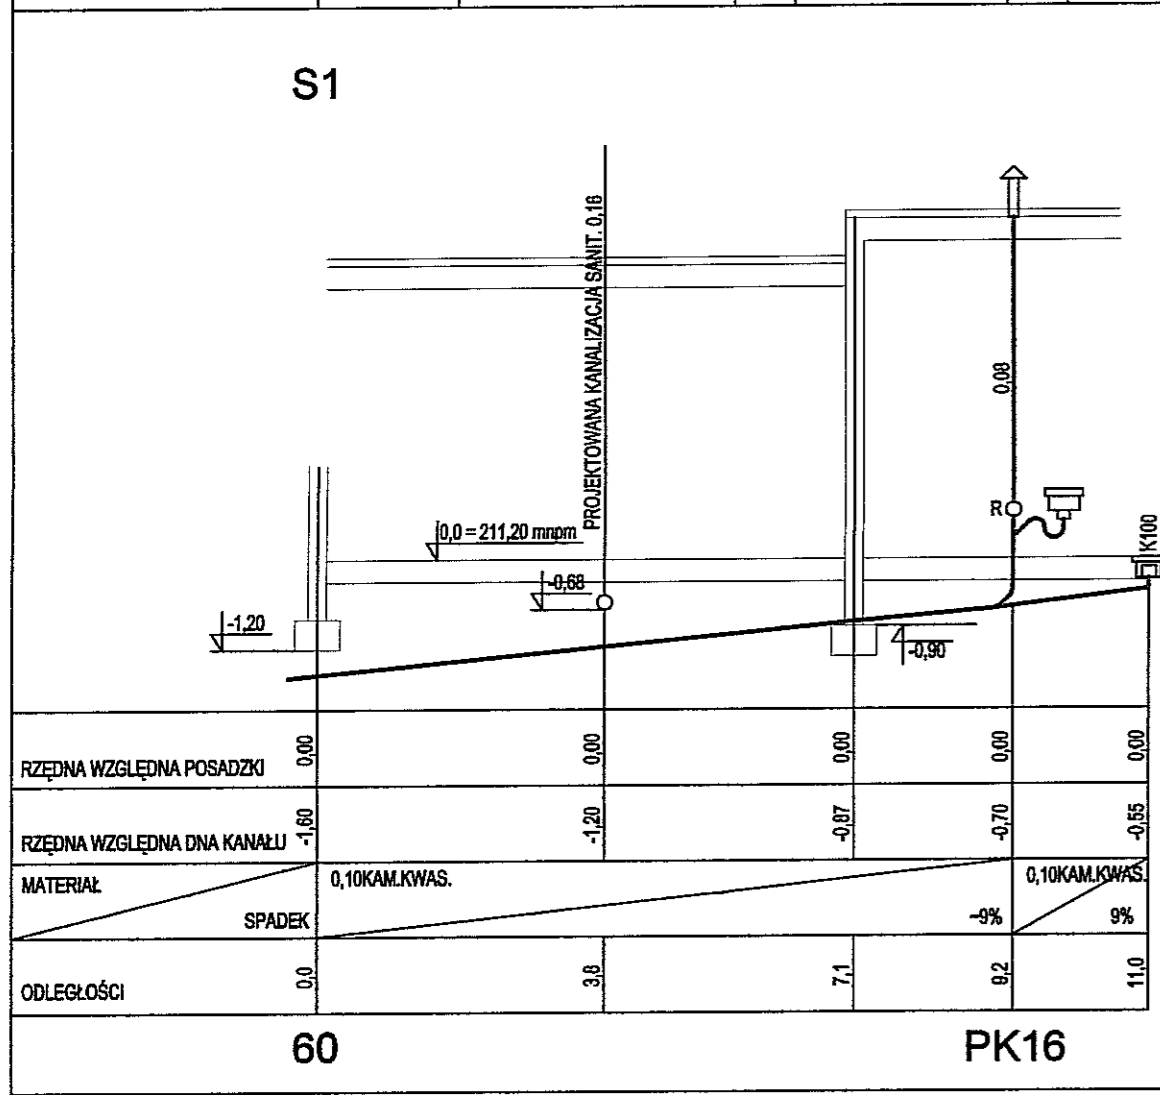 S1
PROJEKTOWANA KANALIZACJA SANIT. 0,16
0,08
R
K100
0,0 = 211,20 mnpm
-0,68
-1,20
-0,90
RZĘDNA WZGLĘDNA POSADZKI 0,00 0,00 0,00 0,00 0,00
RZĘDNA WZGLĘDNA DNA KANAŁU -1,60 -1,20 -0,87 -0,70 -0,55
MATERIAŁ 0,10KAM.KWAS. 0,10KAM.KWAS.
SPADEK ~9% 9%
ODLEGŁOŚCI 0,0 3,8 7,1 9,2 11,0
60 PK16